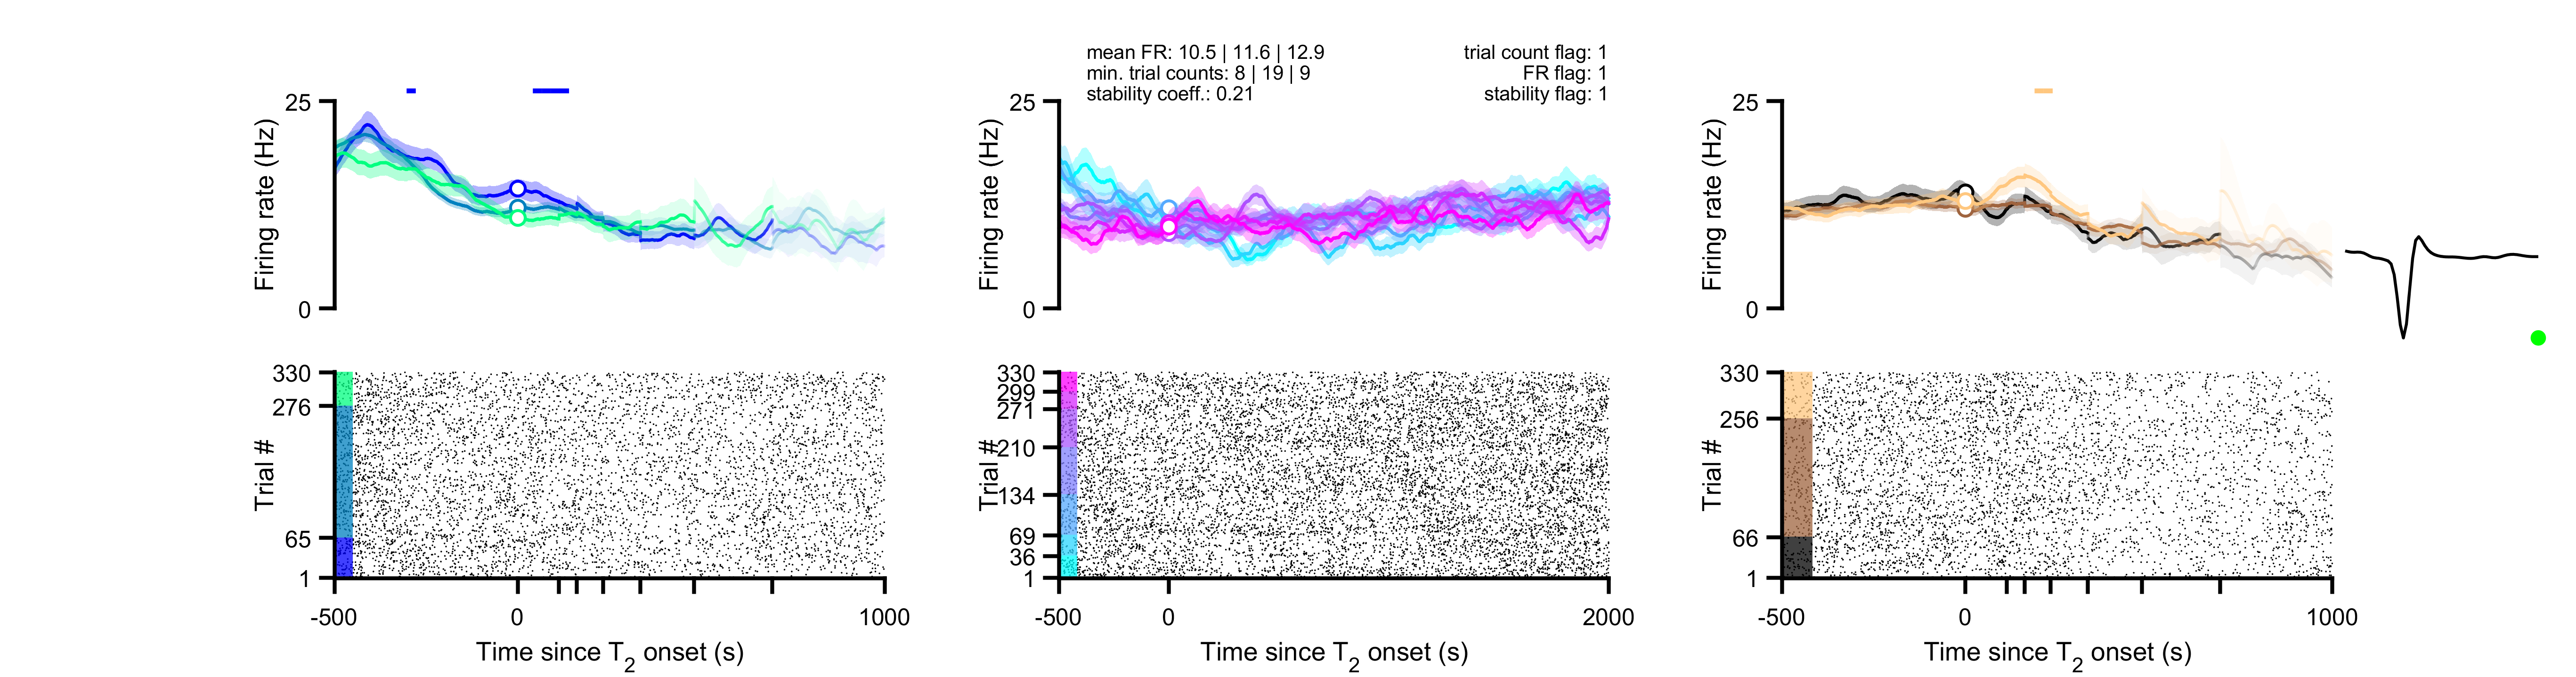 mean FR: 10.5 | 11.6 | 12.9
min. trial counts: 8 | 19 | 9
stability coeff.: 0.21
trial count flag: 1
FR flag: 1
stability flag: 1
25
Firing rate (Hz)
0
25
Firing rate (Hz)
0
25
Firing rate (Hz)
0
330
276
Trial #
65
1
-500
0
1000
Time since T2 onset (s)
330
299
271
210
Trial #
134
69
36
1
-500
0
2000
Time since T2 onset (s)
330
256
Trial #
66
1
-500
0
1000
Time since T2 onset (s)